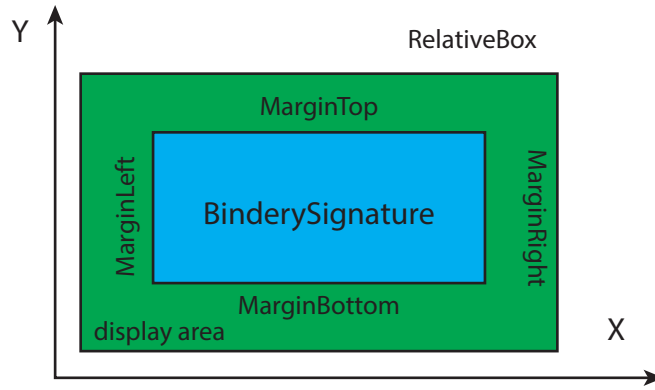 Y
RelativeBox
MarginTop
MarginLeft
BinderySignature
MarginRight
MarginBottom
display area
X